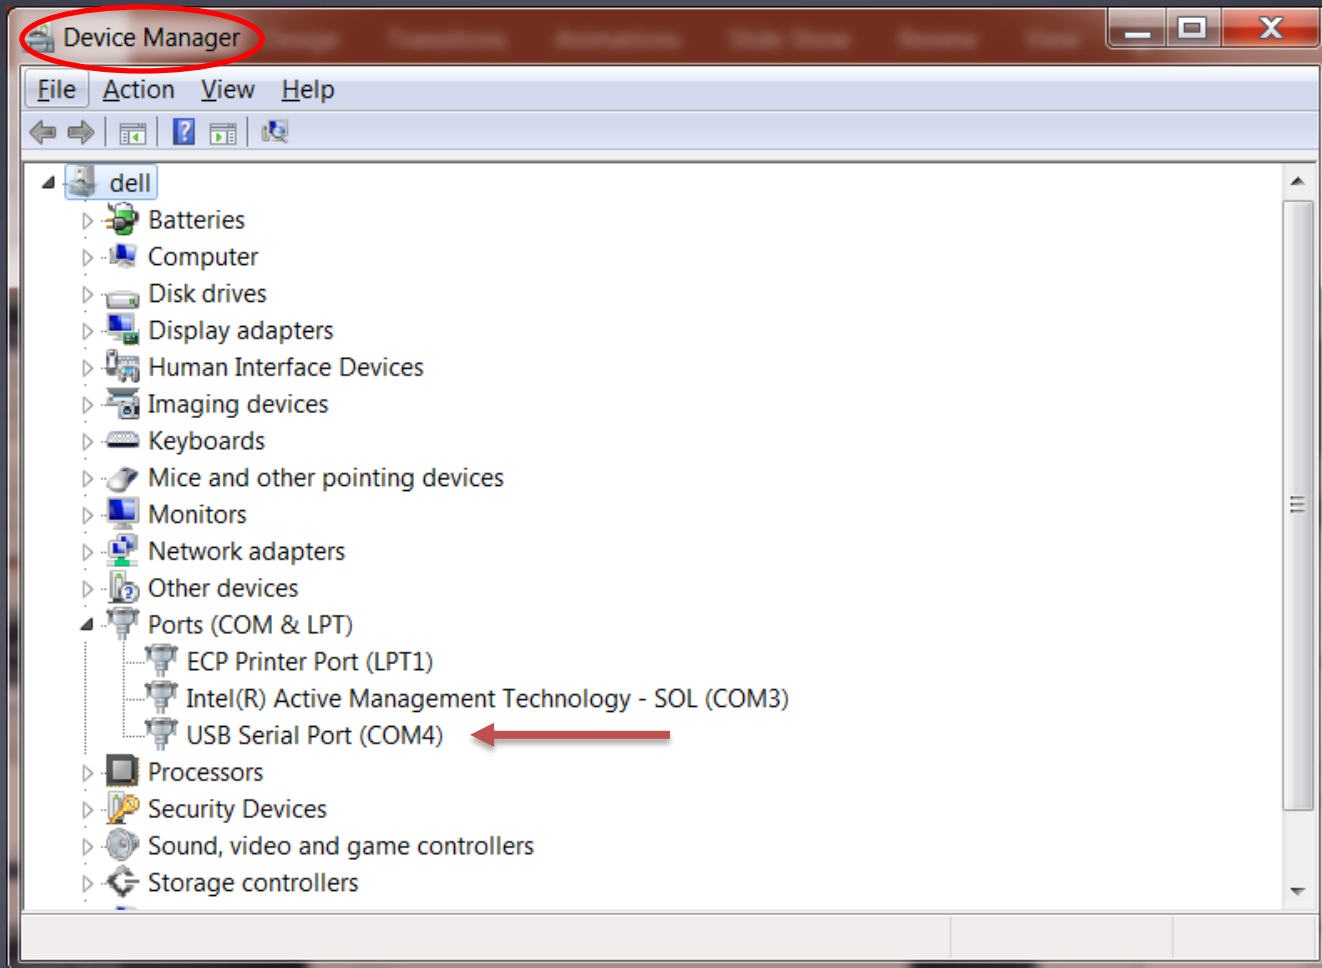 Device Manager
File Action View Help
dell
Batteries
Computer
Disk drives
Display adapters
Human Interface Devices
Imaging devices
Keyboards
Mice and other pointing devices
Monitors
Network adapters
Other devices
Ports (COM & LPT)
ECP Printer Port (LPT1)
Intel(R) Active Management Technology - SOL (COM3)
USB Serial Port (COM4)
Processors
Security Devices
Sound, video and game controllers
Storage controllers